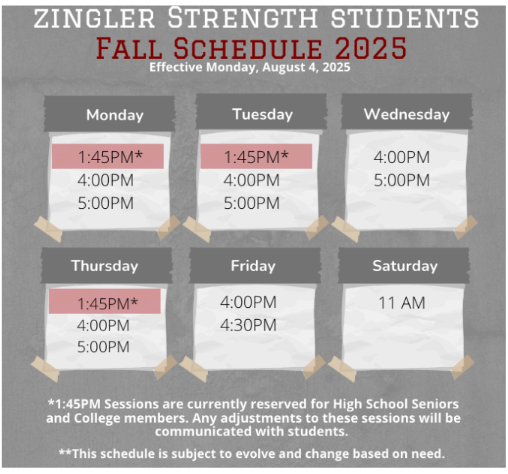 ZINGLER STRENGTH STUDENTS
FALL SCHEDULE 2025
Effective Monday, August 4, 2025
Monday
1:45PM*
4:00PM
5:00PM
Tuesday
1:45PM*
4:00PM
5:00PM
Wednesday
4:00PM
5:00PM
Thursday
1:45PM*
4:00PM
5:00PM
Friday
4:00PM
4:30PM
Saturday
11 AM
*1:45PM Sessions are currently reserved for High School Seniors
and College members. Any adjustments to these sessions will be
communicated with students.
**This schedule is subject to evolve and change based on need.